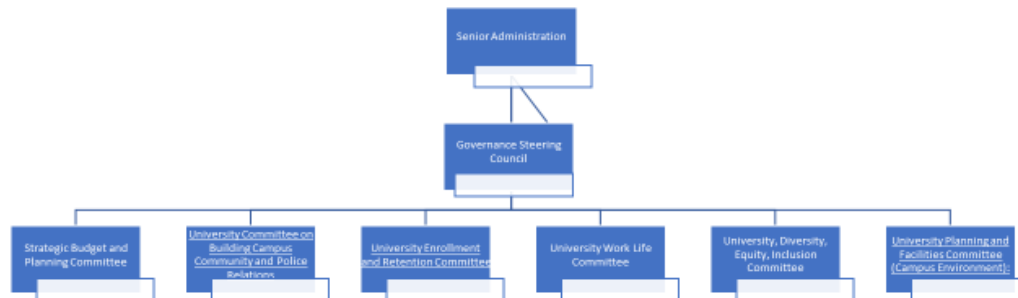 Senior Administration
Governance Steering
Council
Strategic Budget and
Planning Committee
University Committee on
Building Campus
Community and Police
Relations
University Enrollment
and Retention Committee
University Work Life
Committee
University, Diversity,
Equity, Inclusion
Committee
University Planning and
Facilities Committee
(Campus Environment):